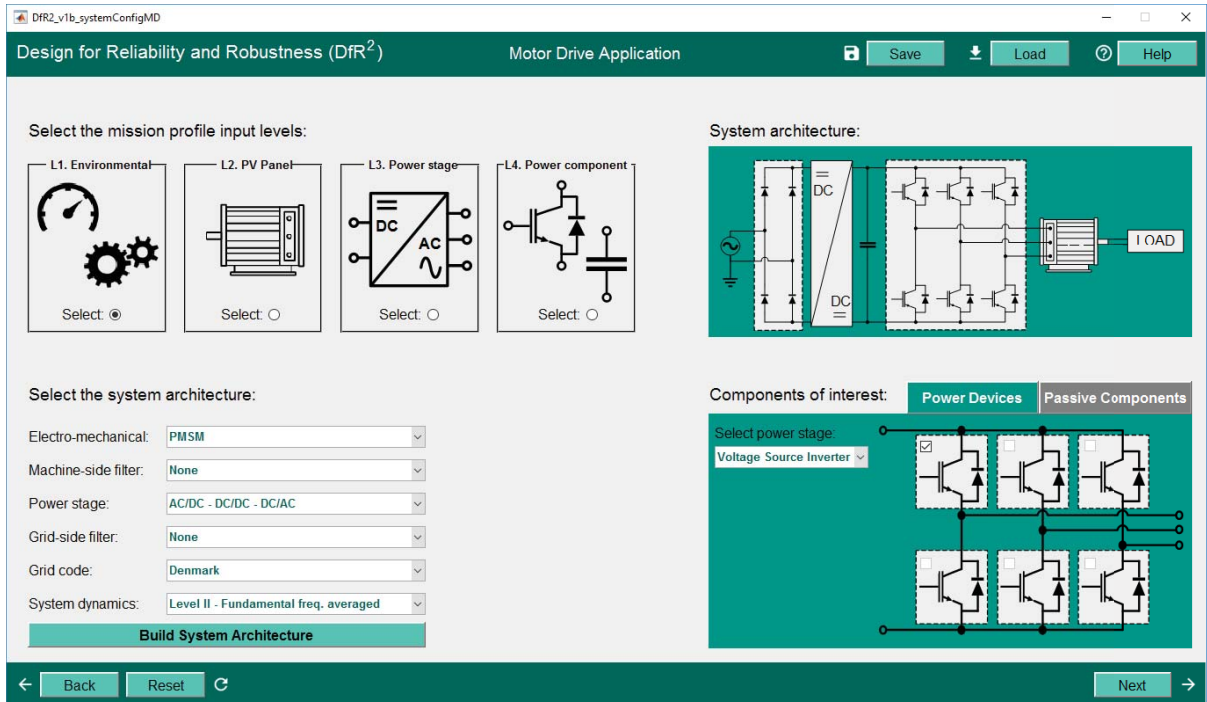 DfR2_v1b_systemConfigMD
Design for Reliability and Robustness (DfR²)
Motor Drive Application
Save
Load
Help
Select the mission profile input levels:
L1. Environmental
L2. PV Panel
L3. Power stage
L4. Power component
DC
AC
Select:
Select:
Select:
Select:
System architecture:
DC
DC
LOAD
Select the system architecture:
Electro-mechanical: PMSM
Machine-side filter: None
Power stage: AC/DC - DC/DC - DC/AC
Grid-side filter: None
Grid code: Denmark
System dynamics: Level II - Fundamental freq. averaged
Build System Architecture
Components of interest:
Power Devices
Passive Components
Select power stage:
Voltage Source Inverter
Back
Reset
Next